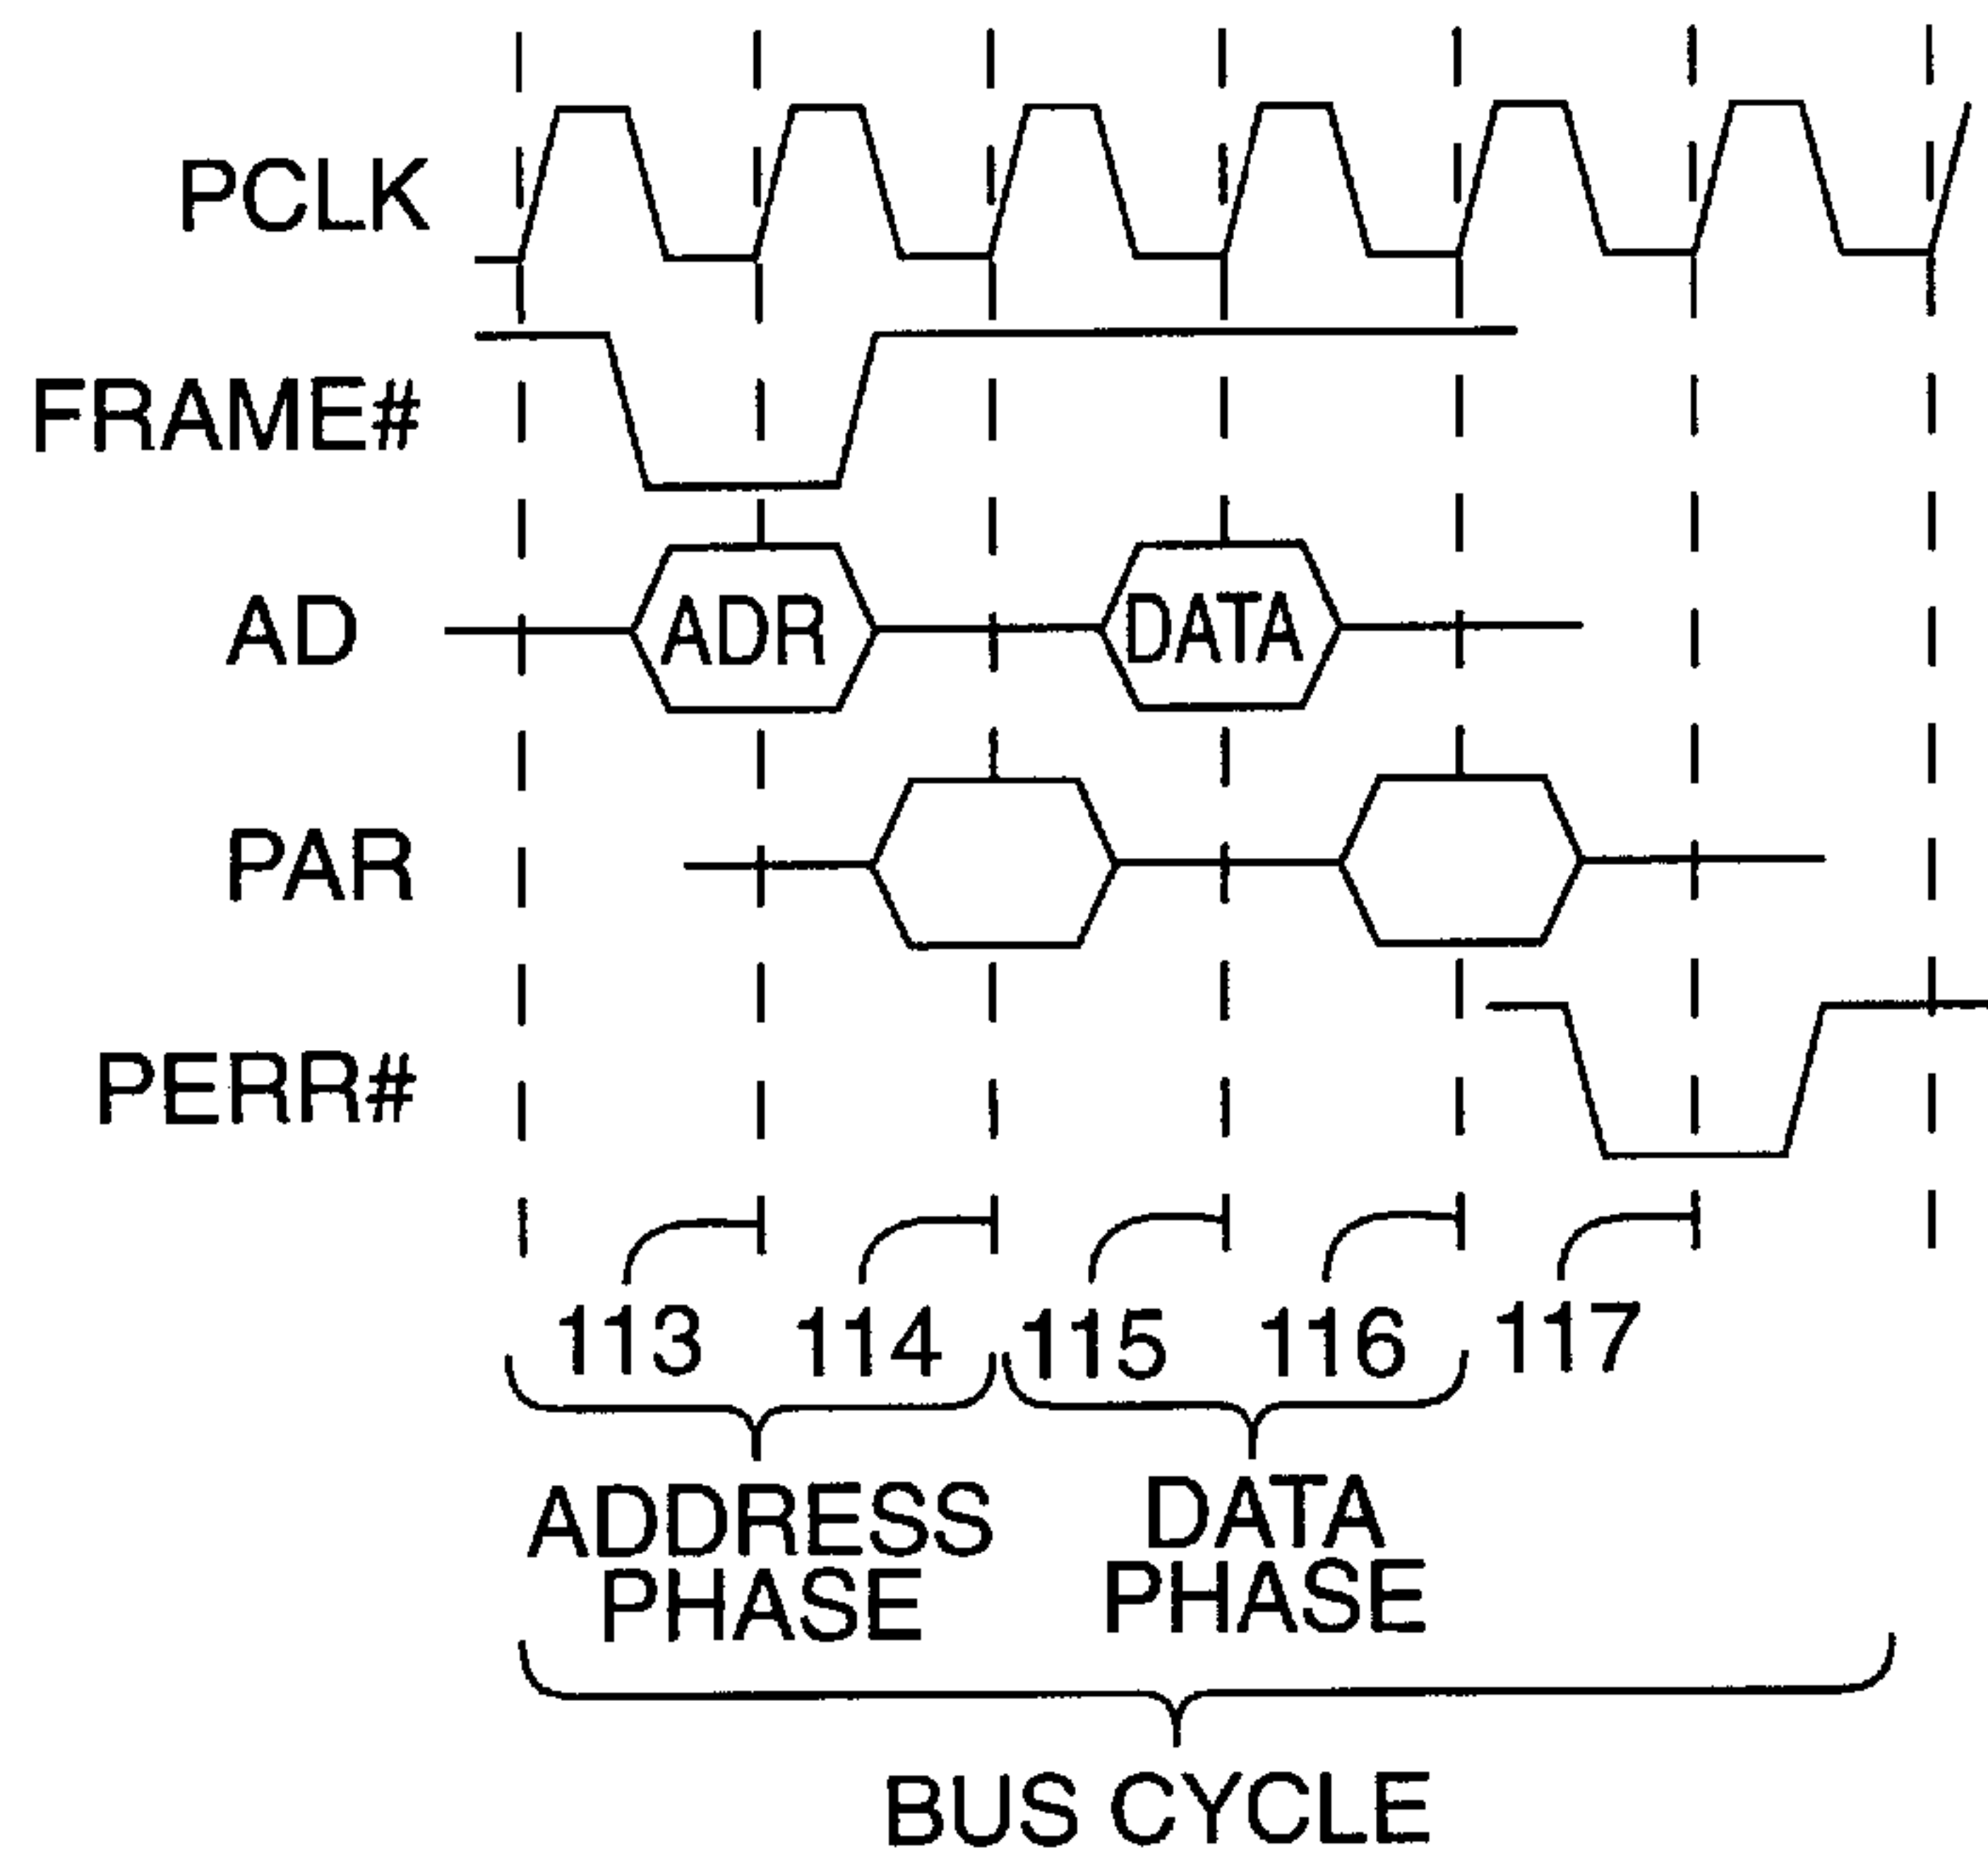 PCLK
FRAME#
AD
ADR
DATA
PAR
PERR#
113 114 115 116 117
ADDRESS PHASE
DATA PHASE
BUS CYCLE